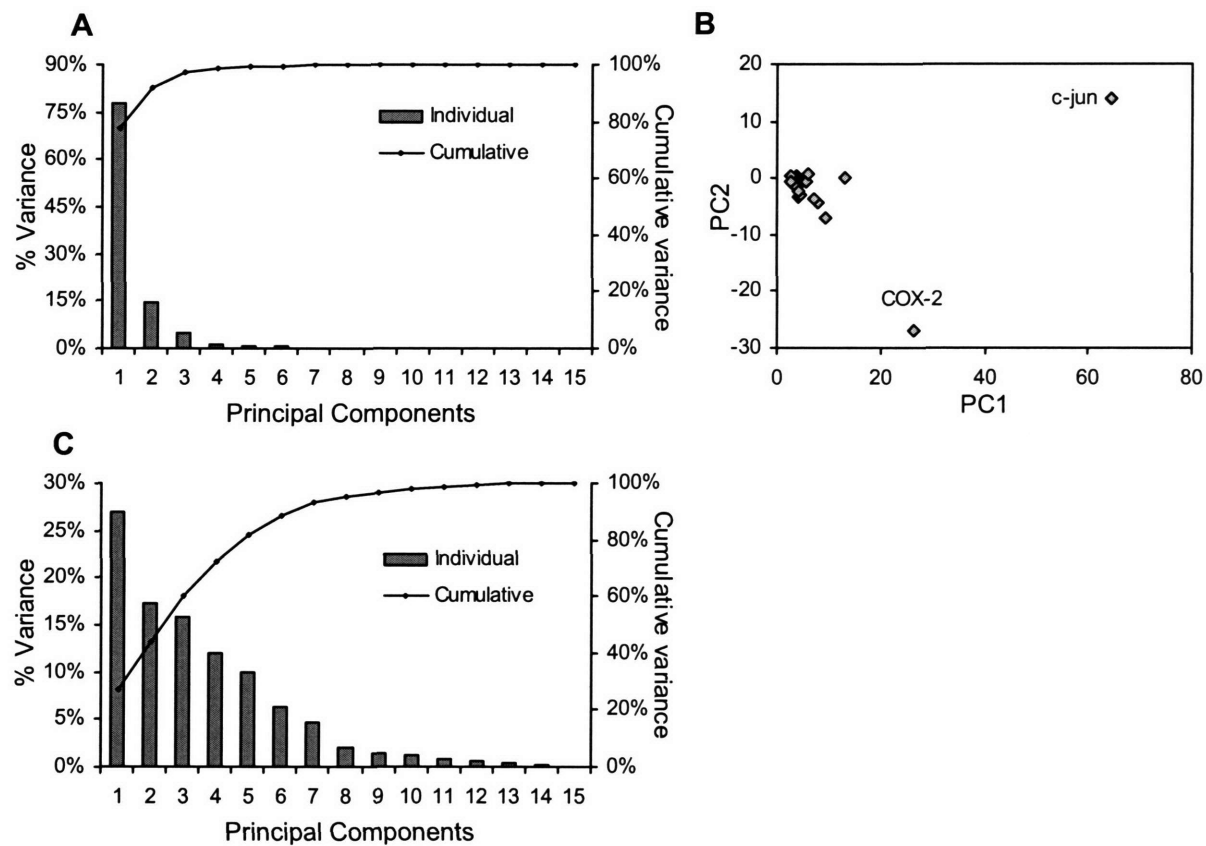 A
90%
75%
60%
45%
30%
15%
0%
% Variance
100%
80%
60%
40%
20%
0%
Cumulative variance
Individual
Cumulative
1 2 3 4 5 6 7 8 9 10 11 12 13 14 15
Principal Components
B
20
10
0
-10
-20
-30
PC2
c-jun
COX-2
0 20 40 60 80
PC1
C
30%
25%
20%
15%
10%
5%
0%
% Variance
100%
80%
60%
40%
20%
0%
Cumulative variance
Individual
Cumulative
1 2 3 4 5 6 7 8 9 10 11 12 13 14 15
Principal Components